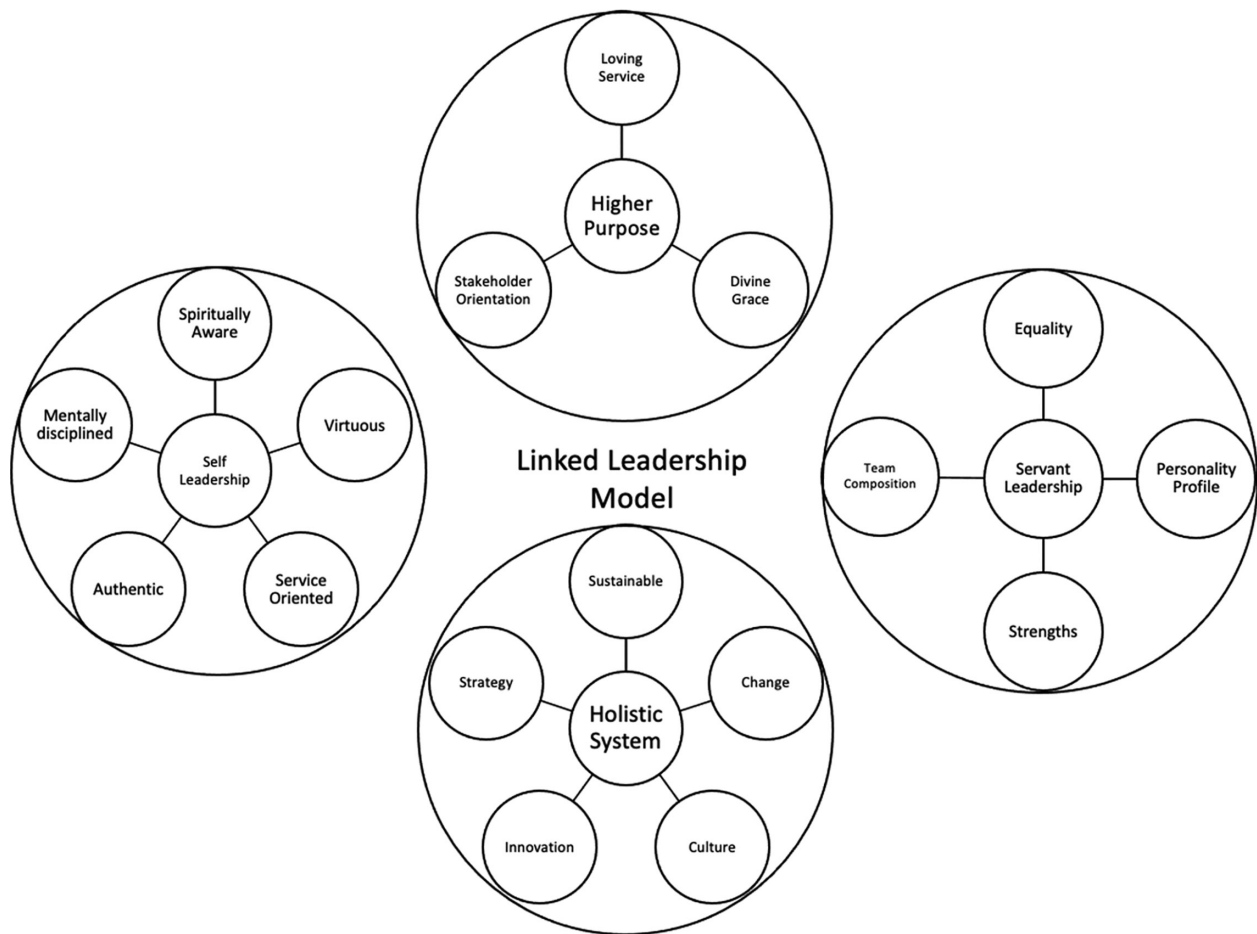 Loving
Service
Higher
Purpose
Stakeholder
Orientation
Divine
Grace
Spiritually
Aware
Mentally
disciplined
Virtuous
Self
Leadership
Authentic
Service
Oriented
Linked Leadership
Model
Equality
Team
Composition
Servant
Leadership
Personality
Profile
Strengths
Sustainable
Strategy
Change
Holistic
System
Innovation
Culture